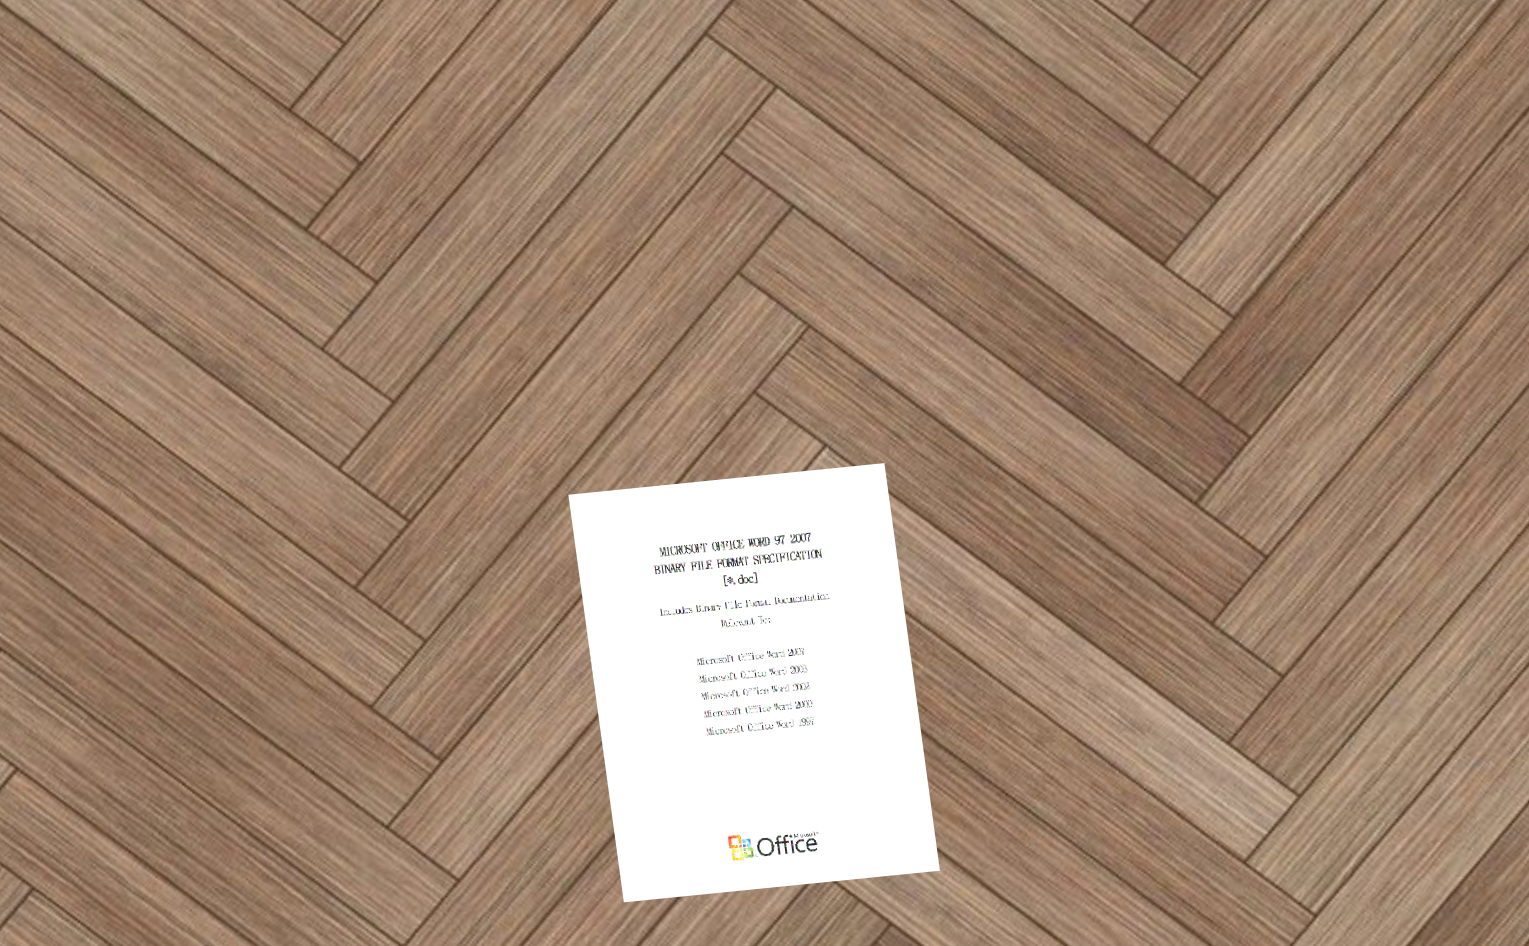 MICROSOFT OFFICE WORD 97 2007
BINARY FILE FORMAT SPECIFICATION
[*.doc]
Includes Binary File Format Documentation
Relevant To:
Microsoft Office Word 2007
Microsoft Office Word 2003
Microsoft Office Word 2002
Microsoft Office Word 2000
Microsoft Office Word 1997
Microsoft
Office